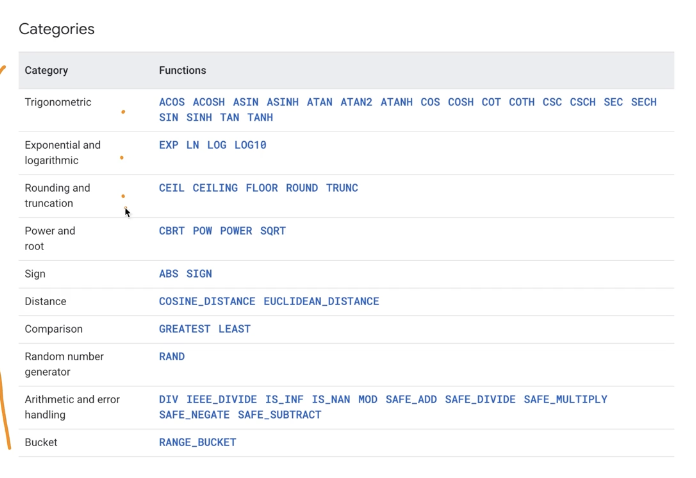 Categories
Category Functions
Trigonometric ACOS ACOSH ASIN ASINH ATAN ATAN2 ATANH COS COSH COT COTH CSC CSCH SEC SECH
SIN SINH TAN TANH
Exponential and EXP LN LOG LOG10
logarithmic
Rounding and CEIL CEILING FLOOR ROUND TRUNC
truncation
Power and CBRT POW POWER SQRT
root
Sign ABS SIGN
Distance COSINE_DISTANCE EUCLIDEAN_DISTANCE
Comparison GREATEST LEAST
Random number RAND
generator
Arithmetic and error DIV IEEE_DIVIDE IS_INF IS_NAN MOD SAFE_ADD SAFE_DIVIDE SAFE_MULTIPLY
handling SAFE_NEGATE SAFE_SUBTRACT
Bucket RANGE_BUCKET